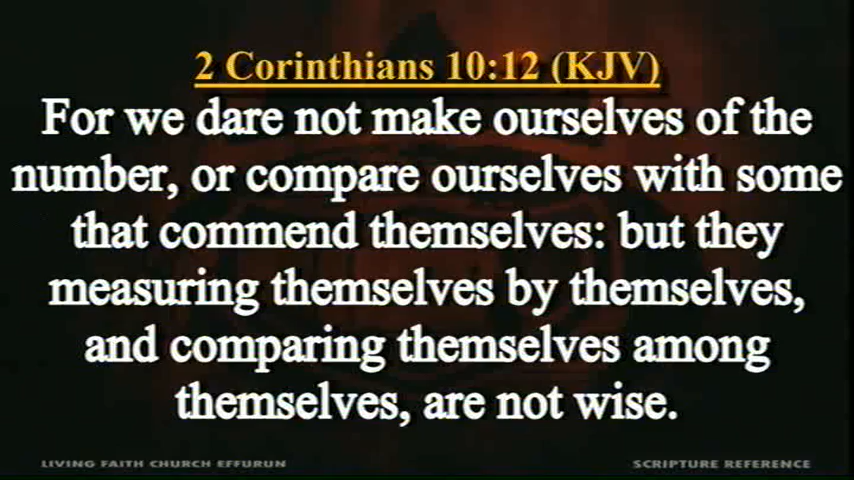 2 Corinthians 10:12 (KJV)
For we dare not make ourselves of the
number, or compare ourselves with some
that commend themselves: but they
measuring themselves by themselves,
and comparing themselves among
themselves, are not wise.
LIVING FAITH CHURCH EFFURUN
SCRIPTURE REFERENCE